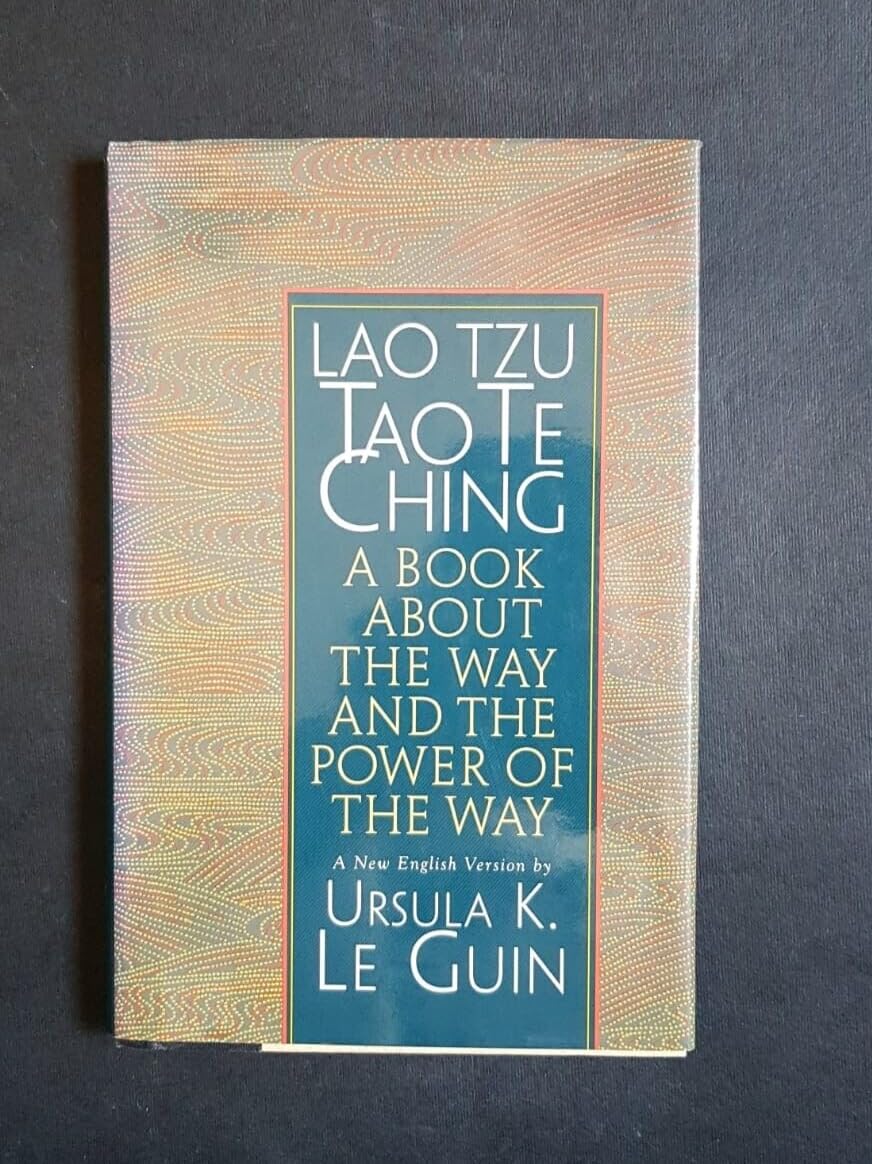 LAO TZU
TAO TE
CHING
A BOOK
ABOUT
THE WAY
AND THE
POWER OF
THE WAY
A New English Version by
URSULA K.
LE GUIN